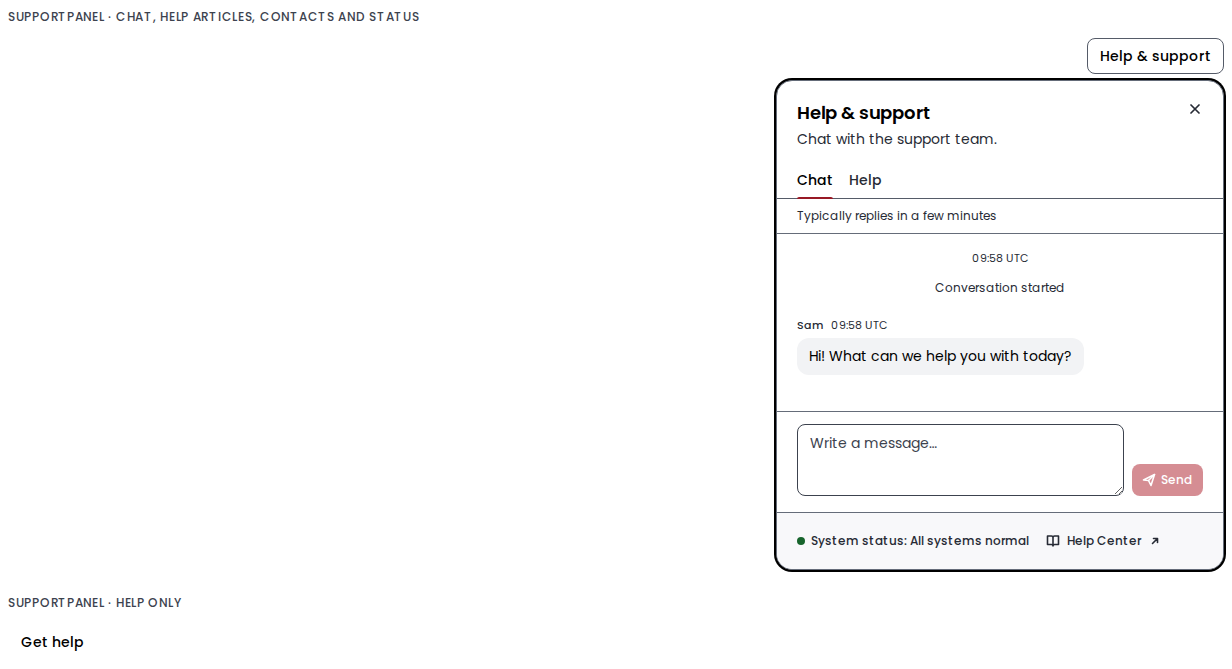 SUPPORTPANEL · CHAT, HELP ARTICLES, CONTACTS AND STATUS
Help & support
Help & support
Chat with the support team.
Chat Help
Typically replies in a few minutes
09:58 UTC
Conversation started
Sam 09:58 UTC
Hi! What can we help you with today?
Write a message…
Send
System status: All systems normal Help Center
SUPPORTPANEL · HELP ONLY
Get help